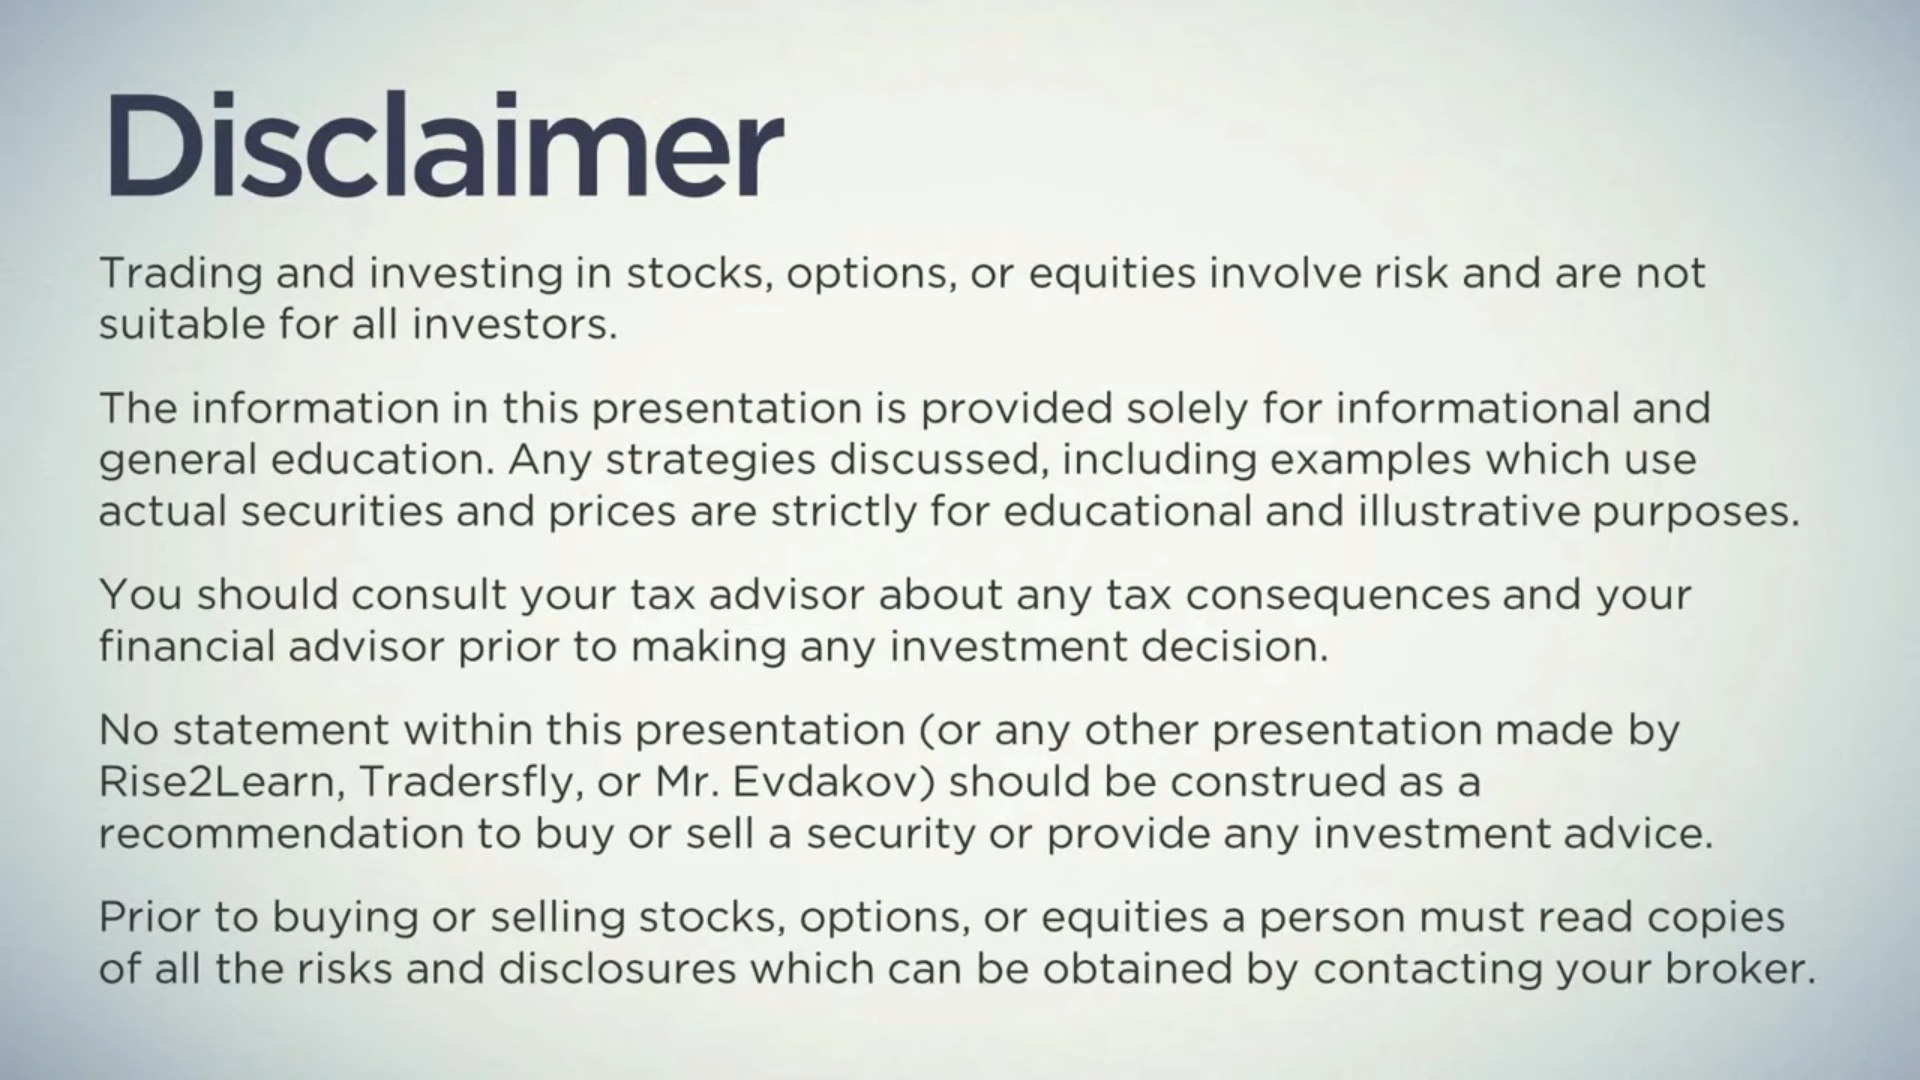 Disclaimer
Trading and investing in stocks, options, or equities involve risk and are not
suitable for all investors.
The information in this presentation is provided solely for informational and
general education. Any strategies discussed, including examples which use
actual securities and prices are strictly for educational and illustrative purposes.
You should consult your tax advisor about any tax consequences and your
financial advisor prior to making any investment decision.
No statement within this presentation (or any other presentation made by
Rise2Learn, Tradersfly, or Mr. Evdakov) should be construed as a
recommendation to buy or sell a security or provide any investment advice.
Prior to buying or selling stocks, options, or equities a person must read copies
of all the risks and disclosures which can be obtained by contacting your broker.